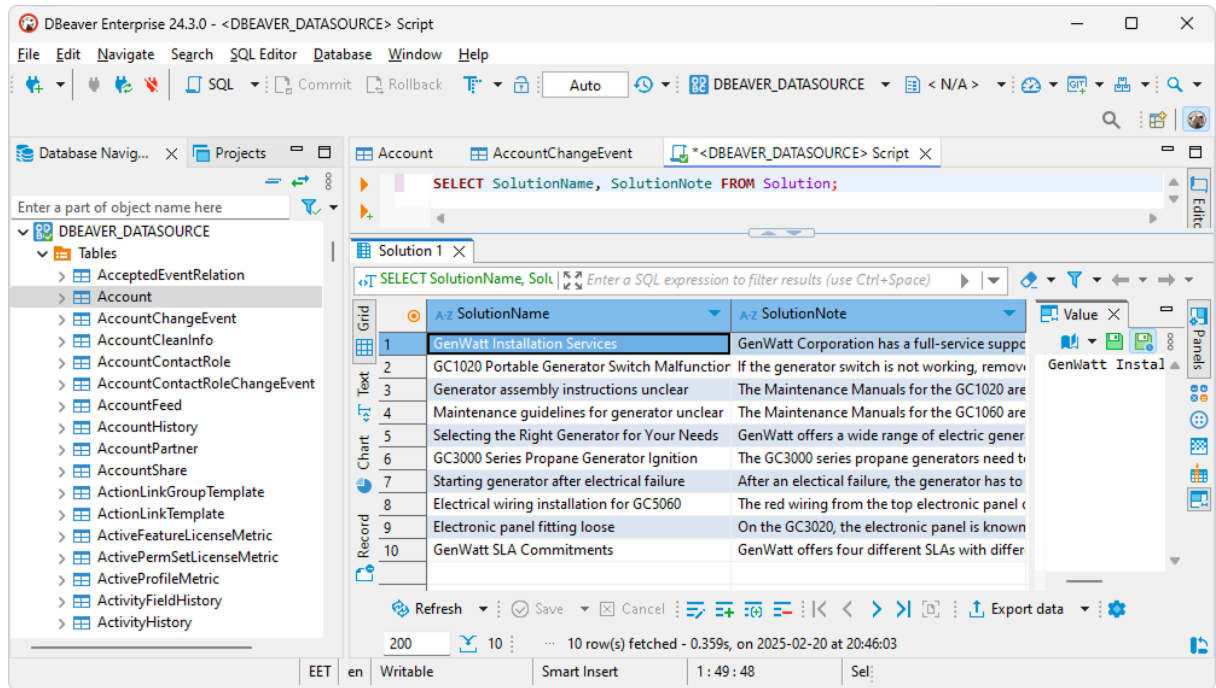 DBeaver Enterprise 24.3.0 - <DBEAVER_DATASOURCE> Script
File Edit Navigate Search SQL Editor Database Window Help
SQL Commit Rollback Auto DBEAVER_DATASOURCE < N/A >
Database Navig... Projects
Enter a part of object name here
DBEAVER_DATASOURCE
Tables
AcceptedEventRelation
Account
AccountChangeEvent
AccountCleanInfo
AccountContactRole
AccountContactRoleChangeEvent
AccountFeed
AccountHistory
AccountPartner
AccountShare
ActionLinkGroupTemplate
ActionLinkTemplate
ActiveFeatureLicenseMetric
ActivePermSetLicenseMetric
ActiveProfileMetric
ActivityFieldHistory
ActivityHistory
Account AccountChangeEvent *<DBEAVER_DATASOURCE> Script
SELECT SolutionName, SolutionNote FROM Solution;
Solution 1
SELECT SolutionName, Solu Enter a SQL expression to filter results (use Ctrl+Space)
Grid
Text
Chart
Record
A-Z SolutionName A-Z SolutionNote
1 GenWatt Installation Services GenWatt Corporation has a full-service suppo
2 GC1020 Portable Generator Switch Malfunction If the generator switch is not working, remov
3 Generator assembly instructions unclear The Maintenance Manuals for the GC1020 are
4 Maintenance guidelines for generator unclear The Maintenance Manuals for the GC1060 are
5 Selecting the Right Generator for Your Needs GenWatt offers a wide range of electric gener
6 GC3000 Series Propane Generator Ignition The GC3000 series propane generators need to
7 Starting generator after electrical failure After an electical failure, the generator has to
8 Electrical wiring installation for GC5060 The red wiring from the top electronic panel
9 Electronic panel fitting loose On the GC3020, the electronic panel is known
10 GenWatt SLA Commitments GenWatt offers four different SLAs with differ
Value
GenWatt Instal
Panels
Refresh Save Cancel Export data
200 10 ... 10 row(s) fetched - 0.359s, on 2025-02-20 at 20:46:03
EET en Writable Smart Insert 1 : 49 : 48 Sel